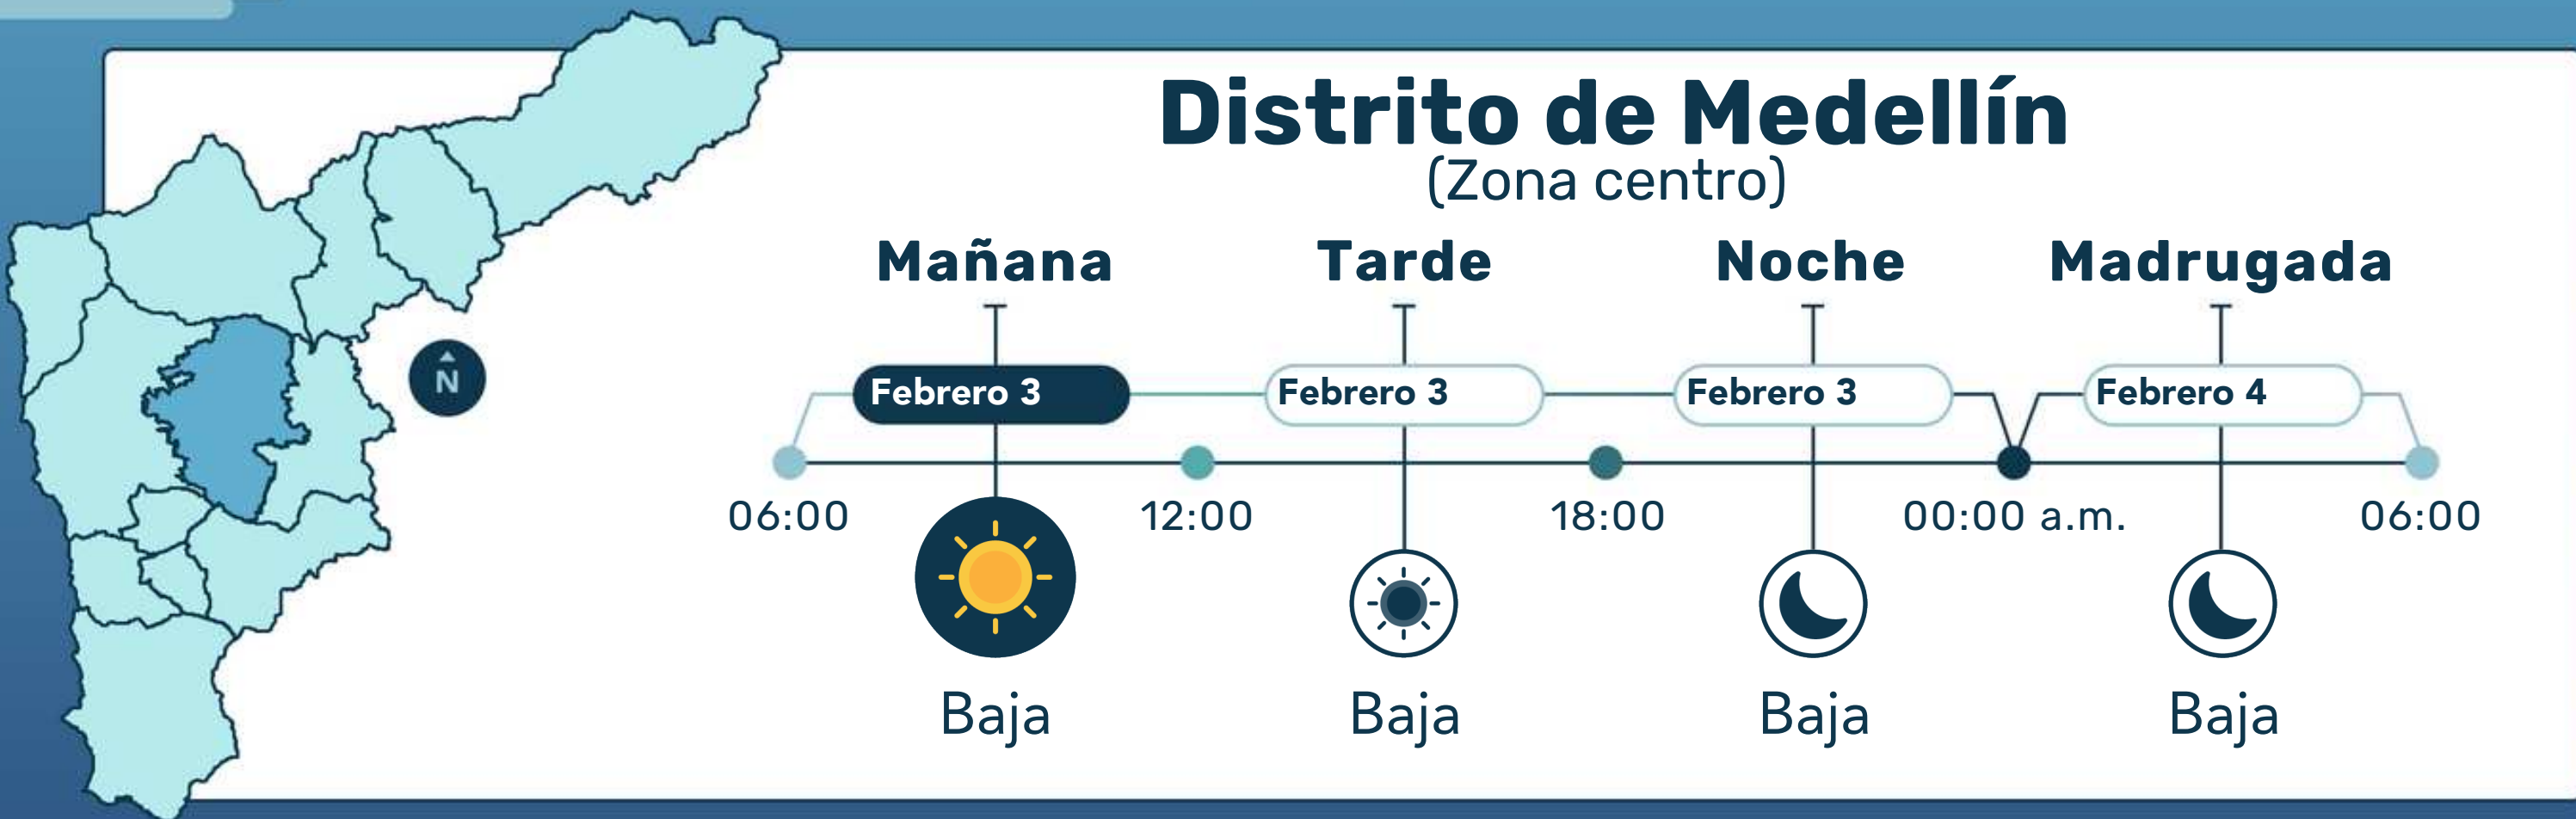 Distrito de Medellín
(Zona centro)
Mañana Tarde Noche Madrugada
Febrero 3 Febrero 3 Febrero 3 Febrero 4
N
06:00 12:00 18:00 00:00 a.m. 06:00
Baja Baja Baja Baja